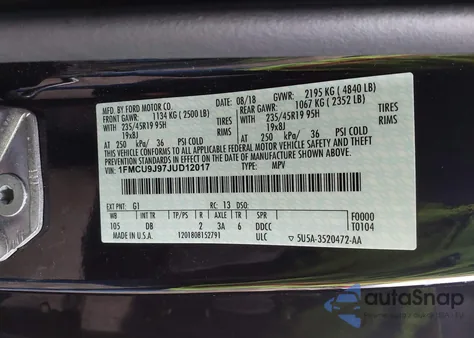 MFD. BY FORD MOTOR CO. 08/18 GVWR: 2195 KG ( 4840 LB)
FRONT GAWR: 1134 KG ( 2500 LB) REAR GAWR: 1067 KG ( 2352 LB)
WITH 235/45R19 95H TIRES WITH 235/45R19 95H TIRES
19x8J RIMS 19x8J RIMS
AT 250 kPa/ 36 PSI COLD AT 250 kPa/ 36 PSI COLD
THIS VEHICLE CONFORMS TO ALL APPLICABLE FEDERAL MOTOR VEHICLE
SAFETY, BUMPER, AND THEFT PREVENTION STANDARDS IN EFFECT ON THE DATE OF
MANUFACTURE SHOWN ABOVE.
VIN: 1FMCU9J97JUD12017 TYPE: MPV
EXT PNT: G1 RC: 13 DSO: F0000
WB INT TR TP/PS R AXLE TR SPR T0104
105 DB 2 3A 6 DDCC
MADE IN U.S.A. 1201808152791 ULC 5U5A-3520472-AA
autoSnap